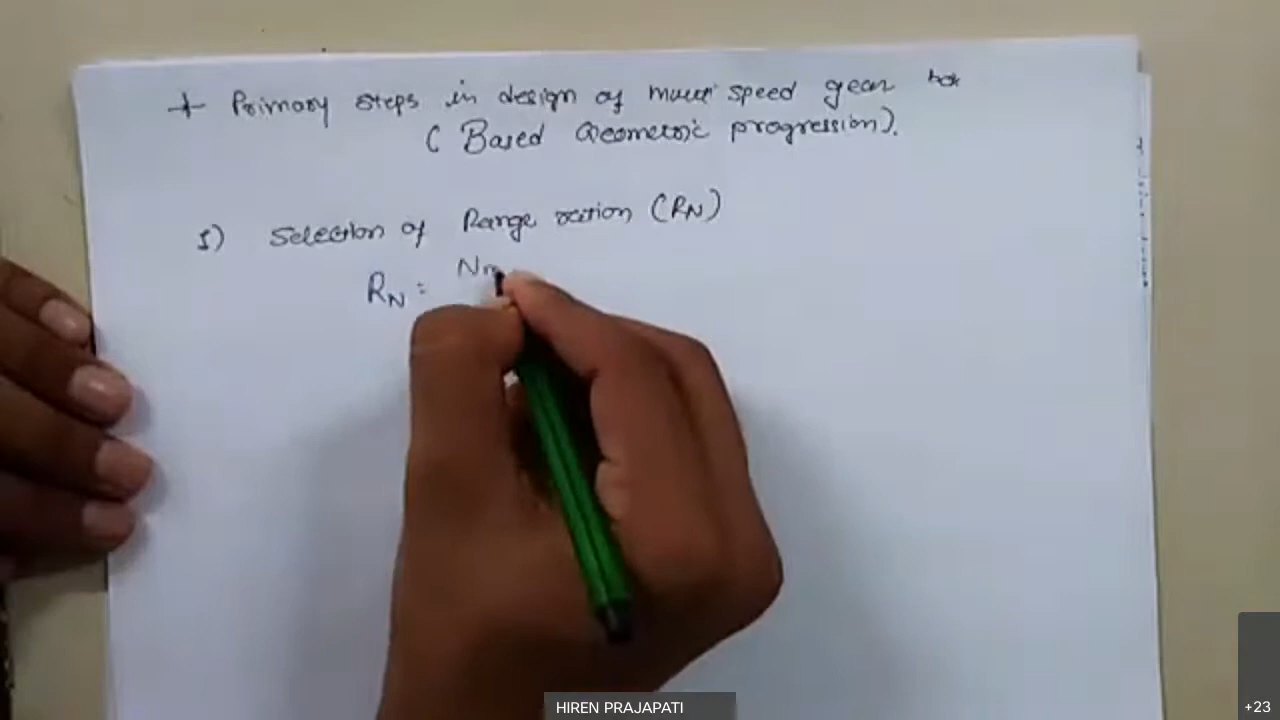 + Primary steps in design of multi speed gear box
( Based Geometric progression).
1) Selection of Range ration (RN)
RN = Nm
HIREN PRAJAPATI
+23